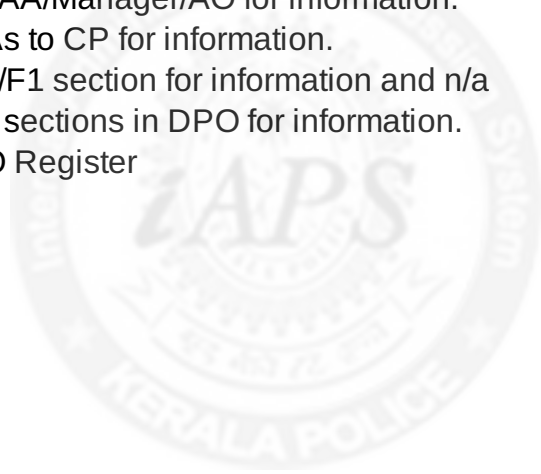 AA/Manager/AO for information.
As to CP for information.
/F1 section for information and n/a
sections in DPO for information.
Register
iAPS
System
KERALA POLICE